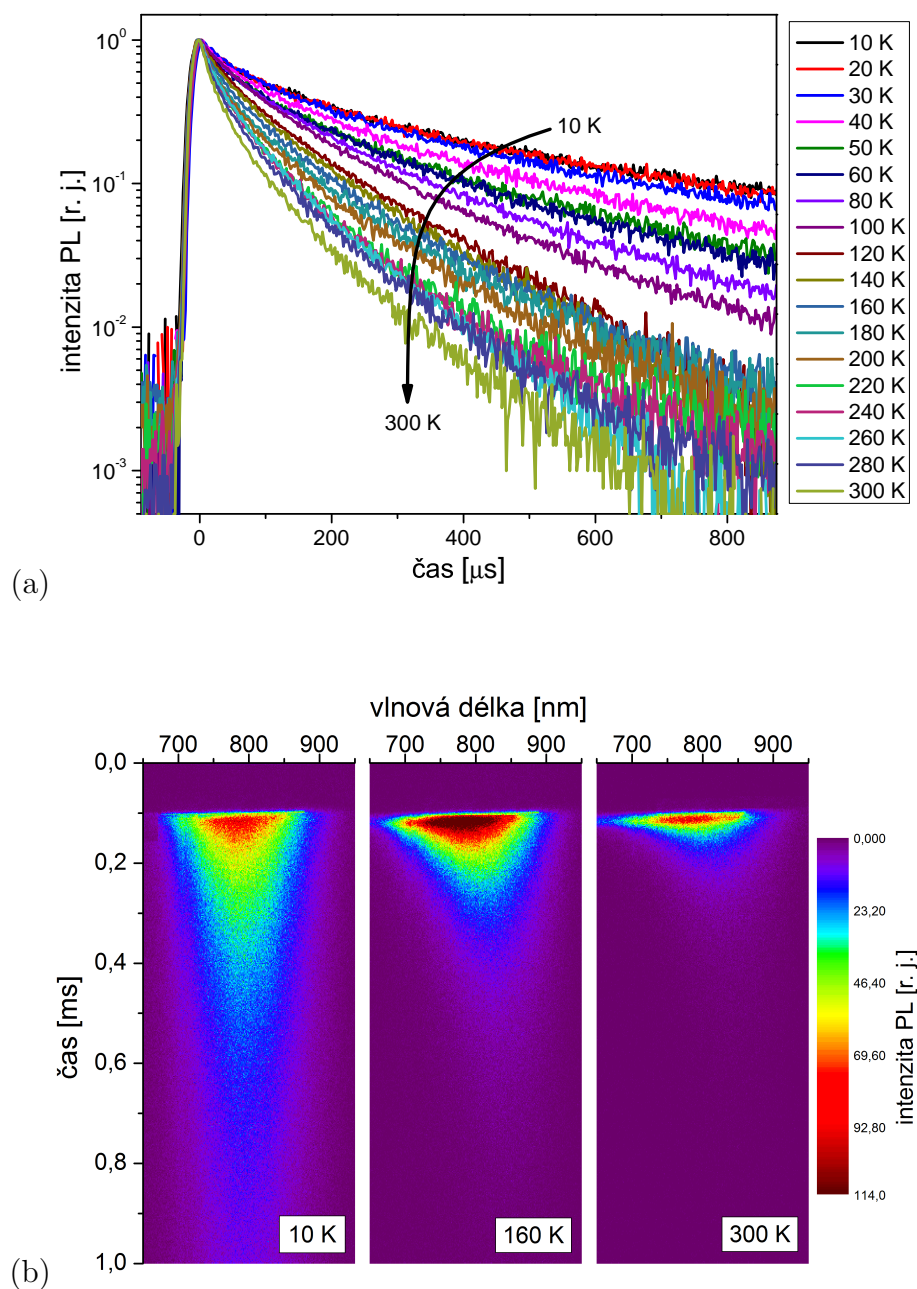 10⁰
10⁻¹
10⁻²
10⁻³
intenzita PL [r. j.]
10 K
300 K
0
200
400
600
800
čas [μs]
10 K
20 K
30 K
40 K
50 K
60 K
80 K
100 K
120 K
140 K
160 K
180 K
200 K
220 K
240 K
260 K
280 K
300 K
(a)
vlnová délka [nm]
700 800 900
700 800 900
700 800 900
0,0
0,2
0,4
0,6
0,8
1,0
čas [ms]
10 K
160 K
300 K
0,000
23,20
46,40
69,60
92,80
114,0
intenzita PL [r. j.]
(b)